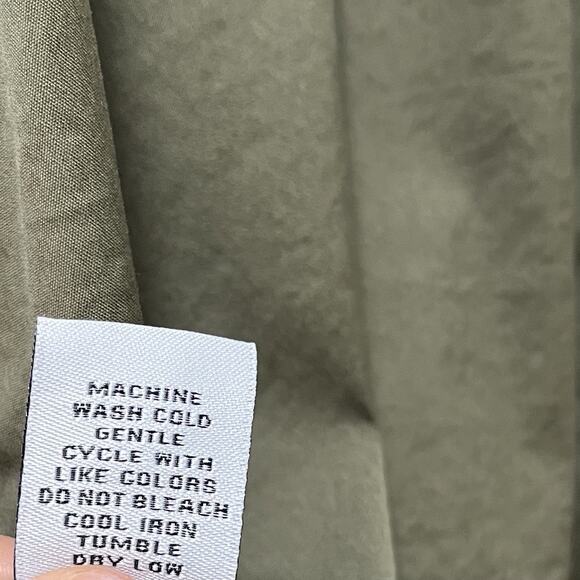 MACHINE
WASH COLD
GENTLE
CYCLE WITH
LIKE COLORS
DO NOT BLEACH
COOL IRON
TUMBLE
DRY LOW